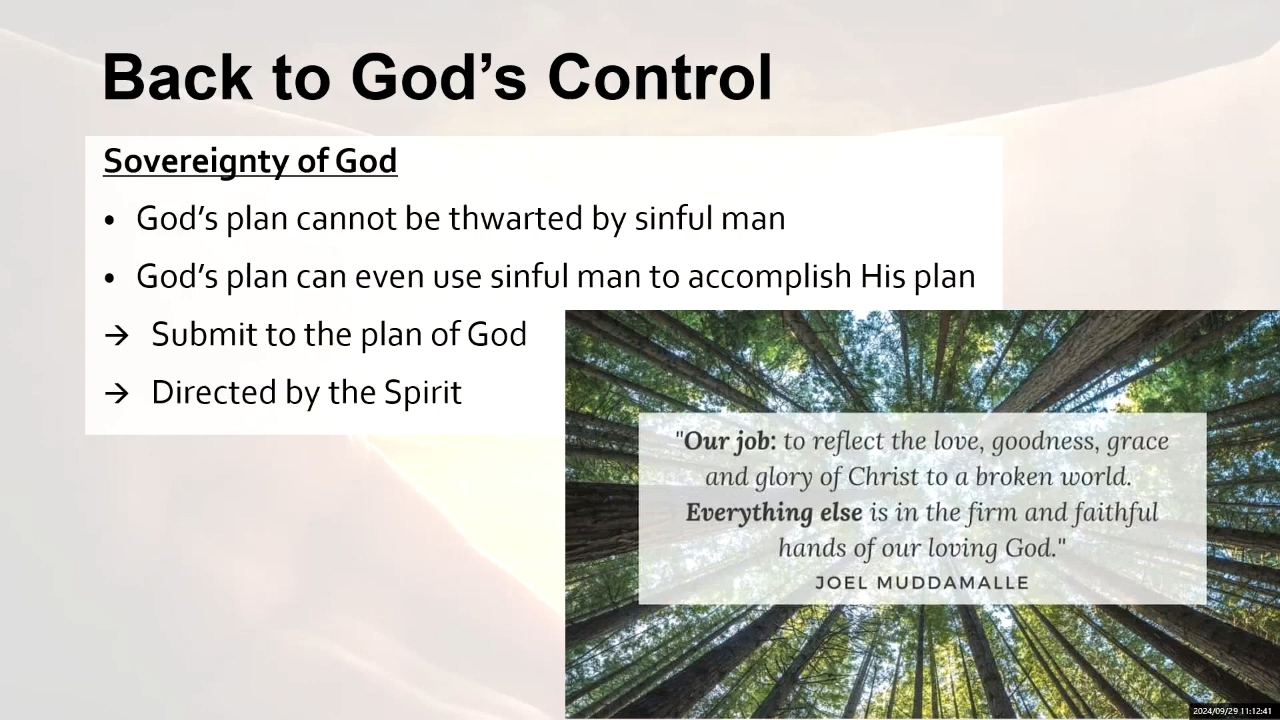 Back to God’s Control
Sovereignty of God
• God’s plan cannot be thwarted by sinful man
• God’s plan can even use sinful man to accomplish His plan
→ Submit to the plan of God
→ Directed by the Spirit
"Our job: to reflect the love, goodness, grace
and glory of Christ to a broken world.
Everything else is in the firm and faithful
hands of our loving God."
JOEL MUDDAMALLE
2024/09/29 11:12:41